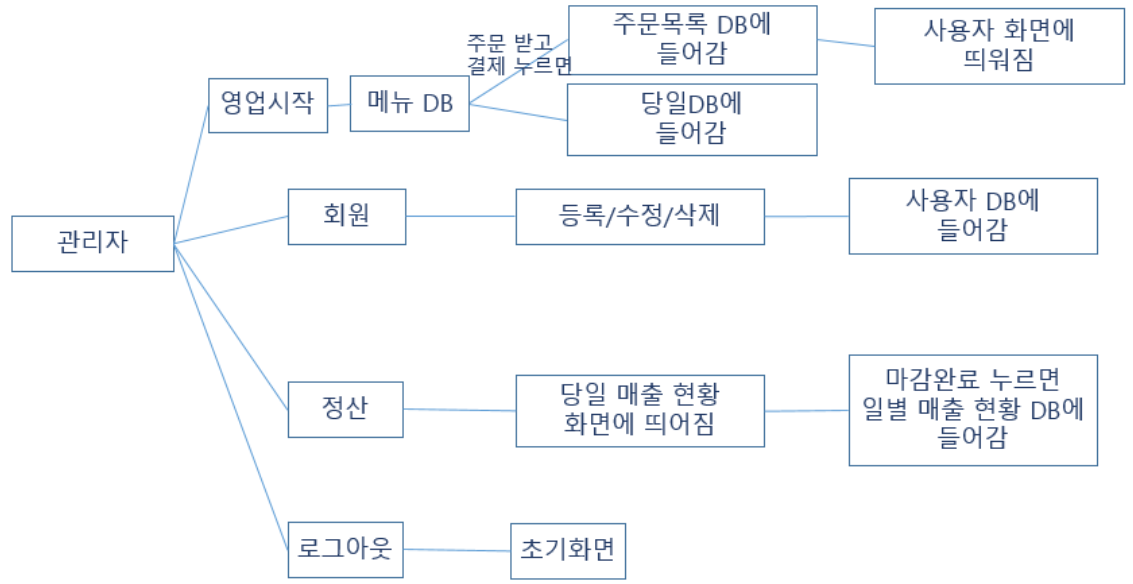 주문 받고
결제 누르면
주문목록 DB에
들어감
사용자 화면에
띄워짐
영업시작
메뉴 DB
당일DB에
들어감
관리자
회원
등록/수정/삭제
사용자 DB에
들어감
정산
당일 매출 현황
화면에 띄어짐
마감완료 누르면
일별 매출 현황 DB에
들어감
로그아웃
초기화면